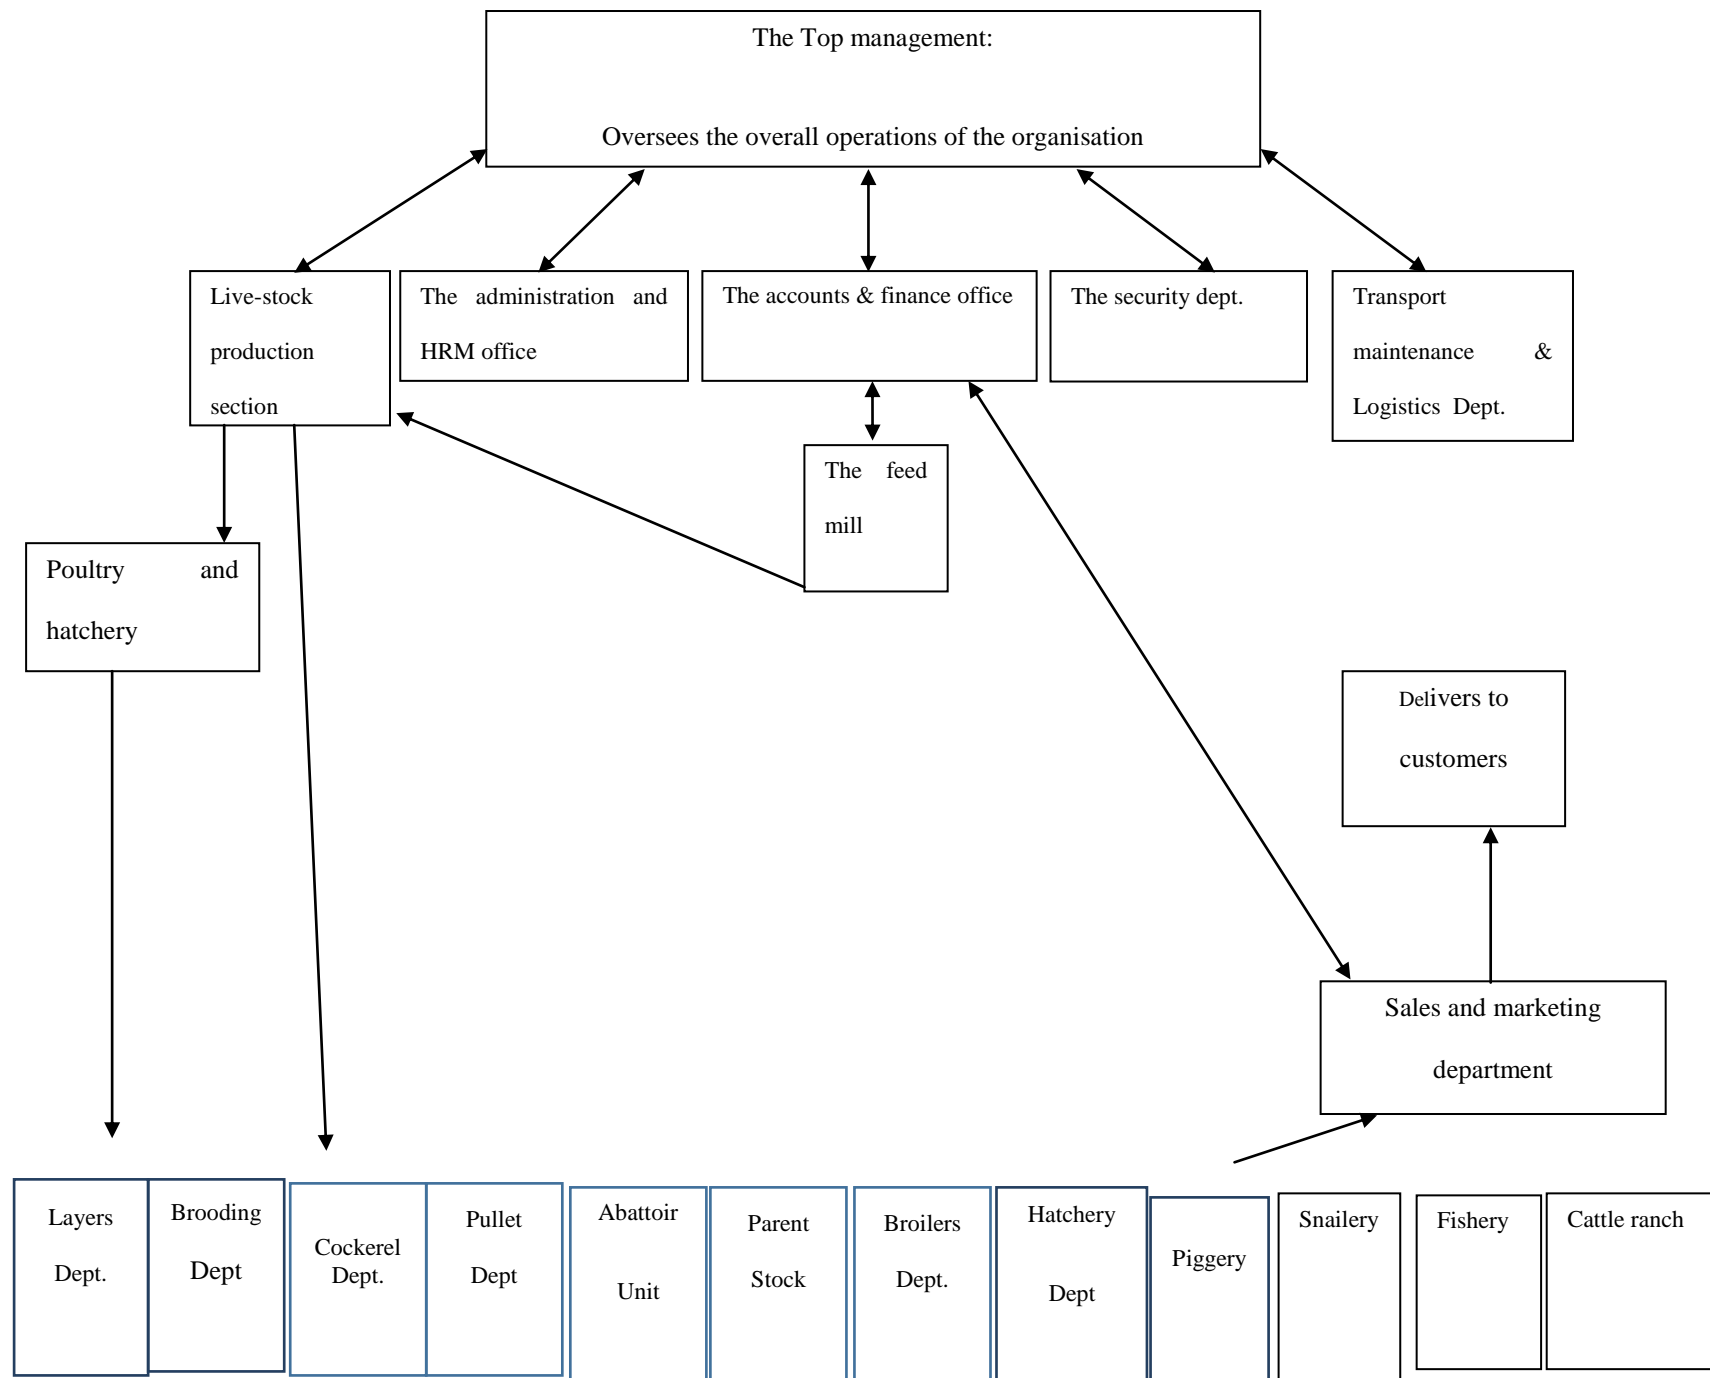 The Top management:
Oversees the overall operations of the organisation
Live-stock
production
section
The administration and
HRM office
The accounts & finance office
The security dept.
Transport
maintenance &
Logistics Dept.
The feed
mill
Poultry and
hatchery
Delivers to
customers
Sales and marketing
department
Layers
Dept.
Brooding
Dept
Cockerel
Dept.
Pullet
Dept
Abattoir
Unit
Parent
Stock
Broilers
Dept.
Hatchery
Dept
Piggery
Snailery
Fishery
Cattle ranch